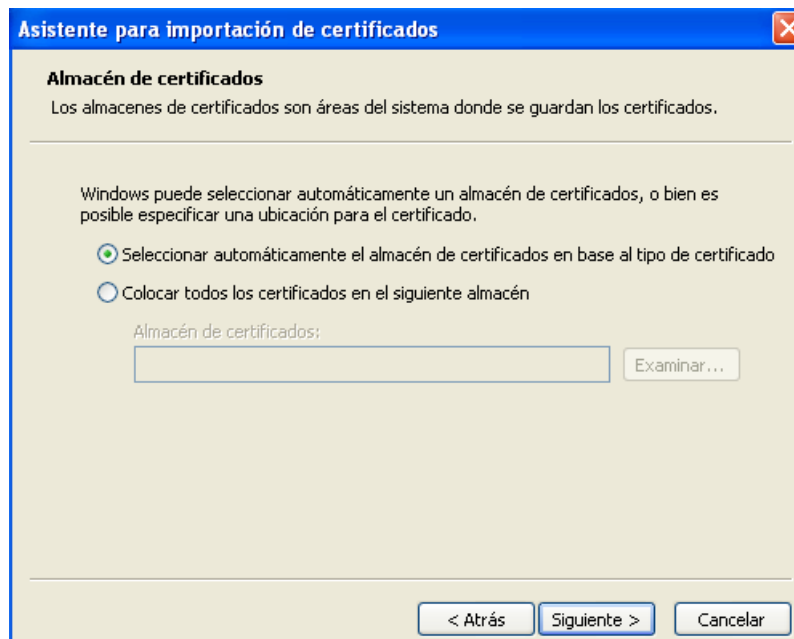 Asistente para importación de certificados
Almacén de certificados
Los almacenes de certificados son áreas del sistema donde se guardan los certificados.
Windows puede seleccionar automáticamente un almacén de certificados, o bien es
posible especificar una ubicación para el certificado.
Seleccionar automáticamente el almacén de certificados en base al tipo de certificado
Colocar todos los certificados en el siguiente almacén
Almacén de certificados:
Examinar...
< Atrás
Siguiente >
Cancelar